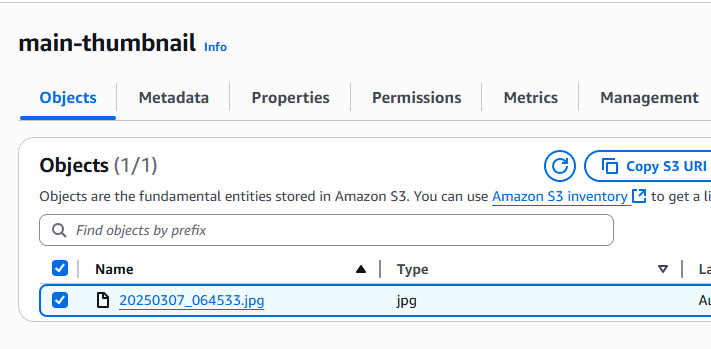 main-thumbnail Info
Objects Metadata Properties Permissions Metrics Management
Objects (1/1)
Copy S3 URI
Objects are the fundamental entities stored in Amazon S3. You can use Amazon S3 inventory to get a li
Find objects by prefix
Name Type La
20250307_064533.jpg jpg Au